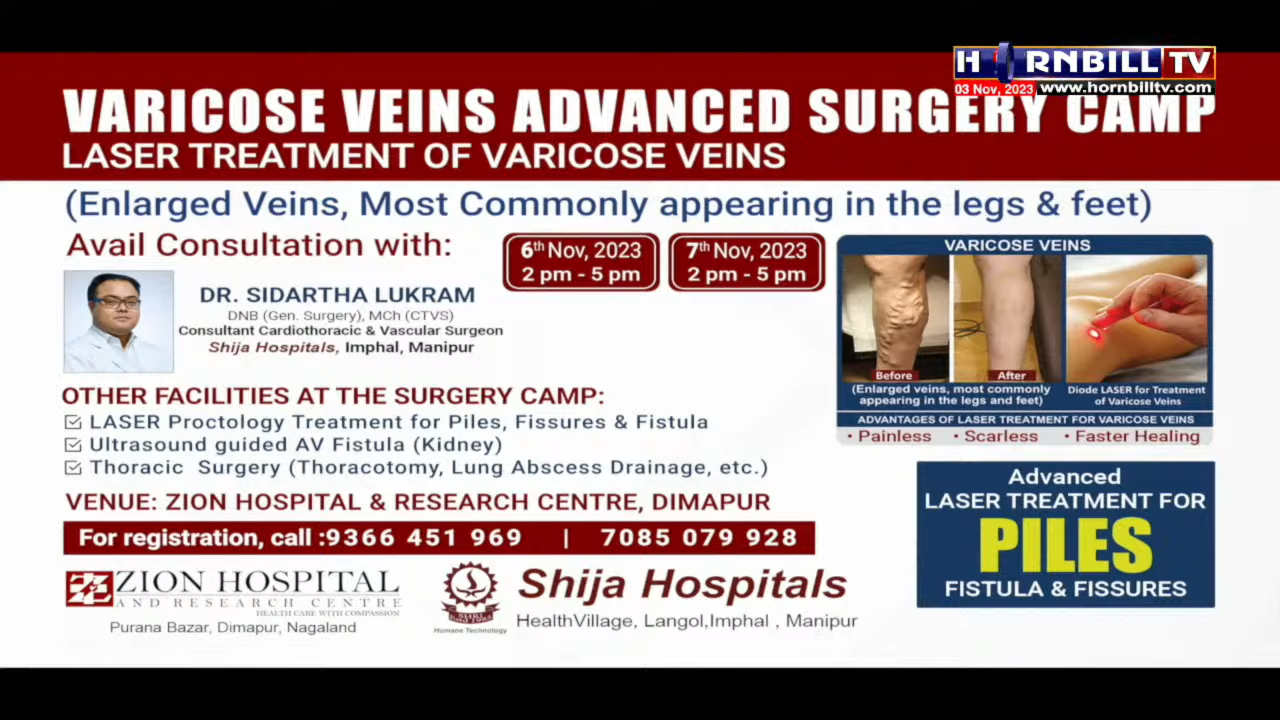 HORNBILL TV
03 Nov, 2023 www.hornbilltv.com
VARICOSE VEINS ADVANCED SURGERY CAMP
LASER TREATMENT OF VARICOSE VEINS
(Enlarged Veins, Most Commonly appearing in the legs & feet)
Avail Consultation with:
6th Nov, 2023
2 pm - 5 pm
7th Nov, 2023
2 pm - 5 pm
DR. SIDARTHA LUKRAM
DNB (Gen. Surgery), MCh (CTVS)
Consultant Cardiothoracic & Vascular Surgeon
Shija Hospitals, Imphal, Manipur
VARICOSE VEINS
Before
After
(Enlarged veins, most commonly
appearing in the legs and feet)
Diode LASER for Treatment
of Varicose Veins
ADVANTAGES OF LASER TREATMENT FOR VARICOSE VEINS
• Painless • Scarless • Faster Healing
OTHER FACILITIES AT THE SURGERY CAMP:
☑ LASER Proctology Treatment for Piles, Fissures & Fistula
☑ Ultrasound guided AV Fistula (Kidney)
☑ Thoracic Surgery (Thoracotomy, Lung Abscess Drainage, etc.)
VENUE: ZION HOSPITAL & RESEARCH CENTRE, DIMAPUR
For registration, call :9366 451 969 | 7085 079 928
Advanced
LASER TREATMENT FOR
PILES
FISTULA & FISSURES
ZION HOSPITAL
AND RESEARCH CENTRE
HEALTH CARE WITH COMPASSION
Purana Bazar, Dimapur, Nagaland
Humane Technology
Shija Hospitals
HealthVillage, Langol,Imphal , Manipur